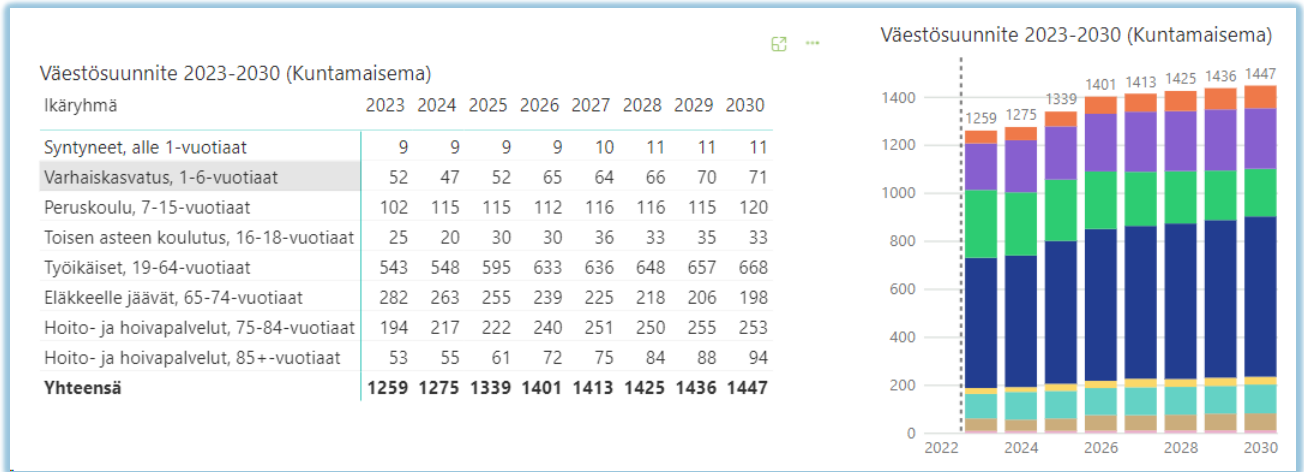 Väestösuunnite 2023-2030 (Kuntamaisema)
Ikäryhmä 2023 2024 2025 2026 2027 2028 2029 2030
Syntyneet, alle 1-vuotiaat 9 9 9 9 10 11 11 11
Varhaiskasvatus, 1-6-vuotiaat 52 47 52 65 64 66 70 71
Peruskoulu, 7-15-vuotiaat 102 115 115 112 116 116 115 120
Toisen asteen koulutus, 16-18-vuotiaat 25 20 30 30 36 33 35 33
Työikäiset, 19-64-vuotiaat 543 548 595 633 636 648 657 668
Eläkkeelle jäävät, 65-74-vuotiaat 282 263 255 239 225 218 206 198
Hoito- ja hoivapalvelut, 75-84-vuotiaat 194 217 222 240 251 250 255 253
Hoito- ja hoivapalvelut, 85+-vuotiaat 53 55 61 72 75 84 88 94
Yhteensä 1259 1275 1339 1401 1413 1425 1436 1447
Väestösuunnite 2023-2030 (Kuntamaisema)
1259 1275 1339 1401 1413 1425 1436 1447
1400
1200
1000
800
600
400
200
0
2022 2024 2026 2028 2030